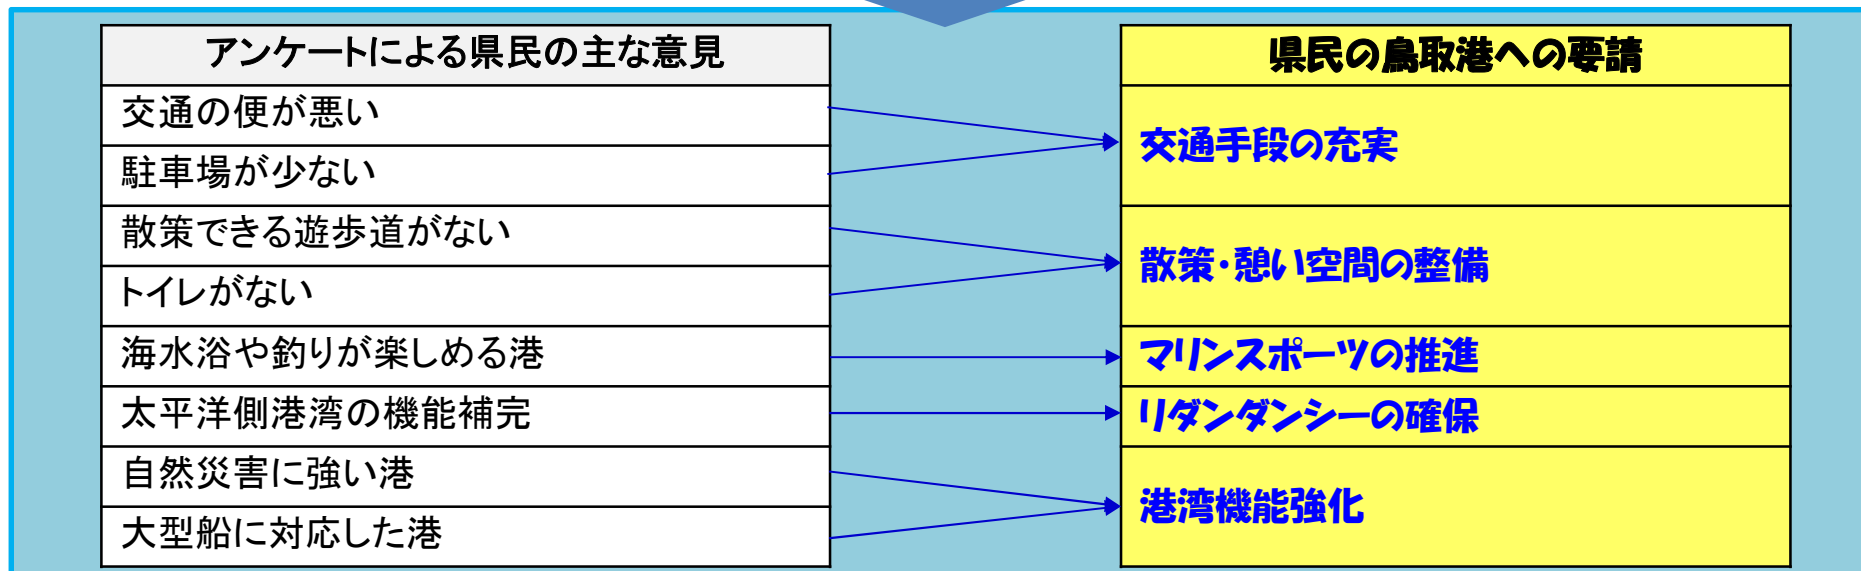 アンケートによる県民の主な意見
交通の便が悪い
駐車場が少ない
散策できる遊歩道がない
トイレがない
海水浴や釣りが楽しめる港
太平洋側港湾の機能補完
自然災害に強い港
大型船に対応した港
県民の鳥取港への要請
交通手段の充実
散策・憩い空間の整備
マリンスポーツの推進
リダンダンシーの確保
港湾機能強化